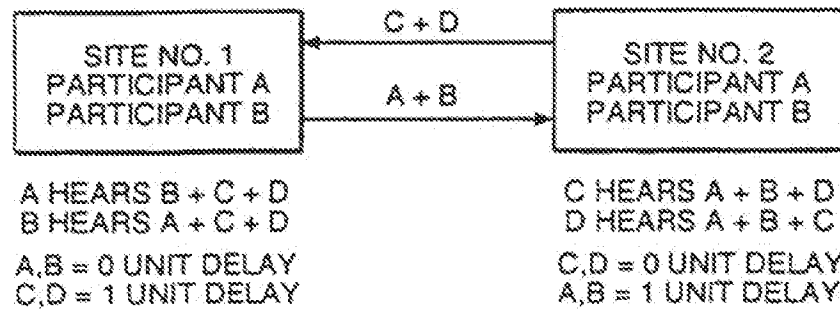 C + D
SITE NO. 1
PARTICIPANT A
PARTICIPANT B
A + B
SITE NO. 2
PARTICIPANT A
PARTICIPANT B
A HEARS B + C + D
B HEARS A + C + D
A,B = 0 UNIT DELAY
C,D = 1 UNIT DELAY
C HEARS A + B + D
D HEARS A + B + C
C,D = 0 UNIT DELAY
A,B = 1 UNIT DELAY